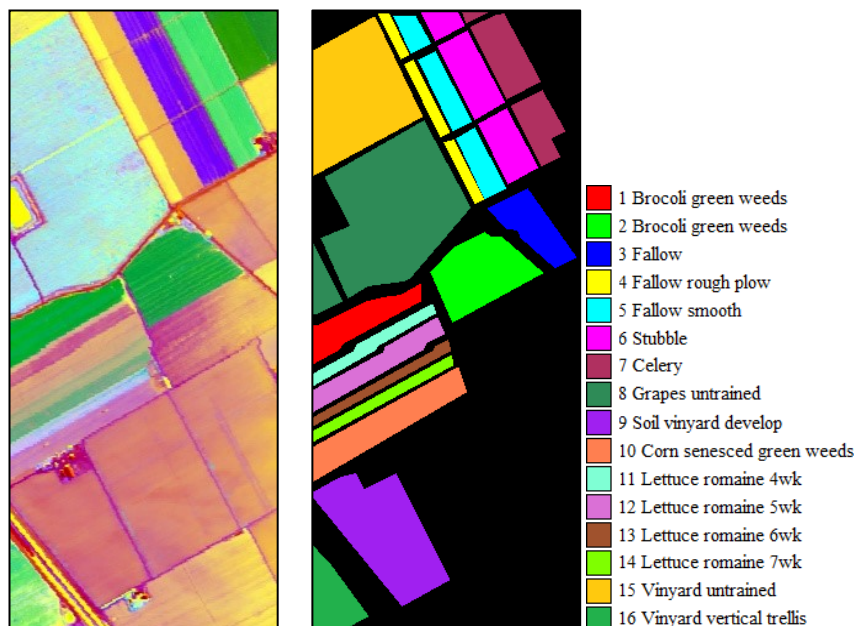 1 Brocoli green weeds
2 Brocoli green weeds
3 Fallow
4 Fallow rough plow
5 Fallow smooth
6 Stubble
7 Celery
8 Grapes untrained
9 Soil vinyard develop
10 Corn senesced green weeds
11 Lettuce romaine 4wk
12 Lettuce romaine 5wk
13 Lettuce romaine 6wk
14 Lettuce romaine 7wk
15 Vinyard untrained
16 Vinyard vertical trellis